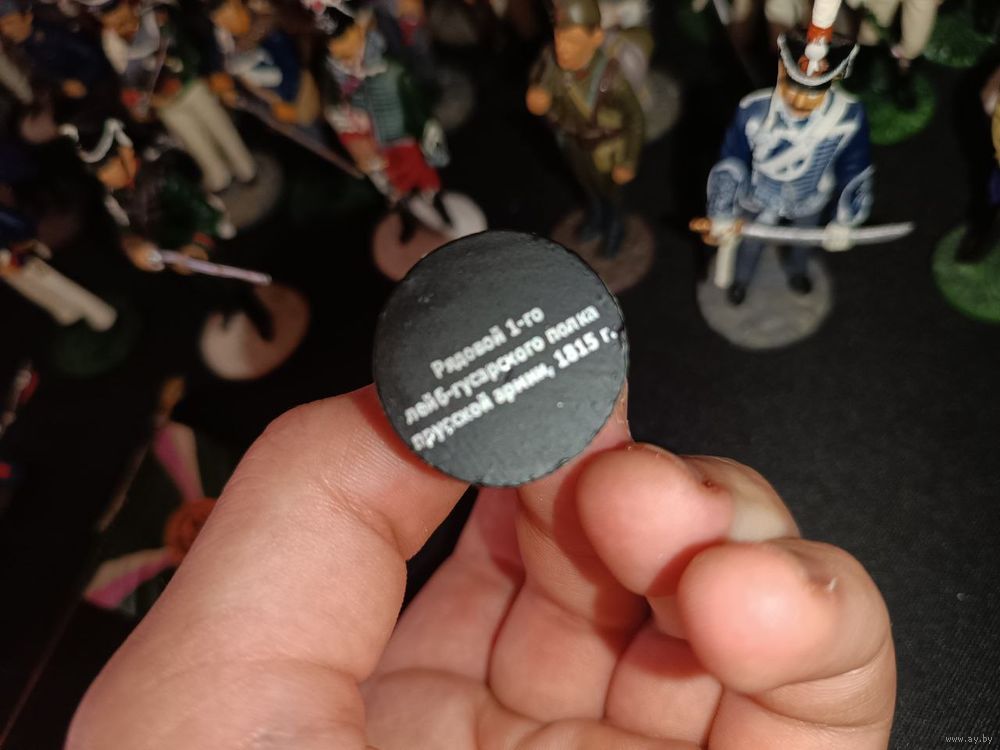 Рядовой 1-го
лейб-гусарского полка
прусской армии, 1815 г.
www.ay.by